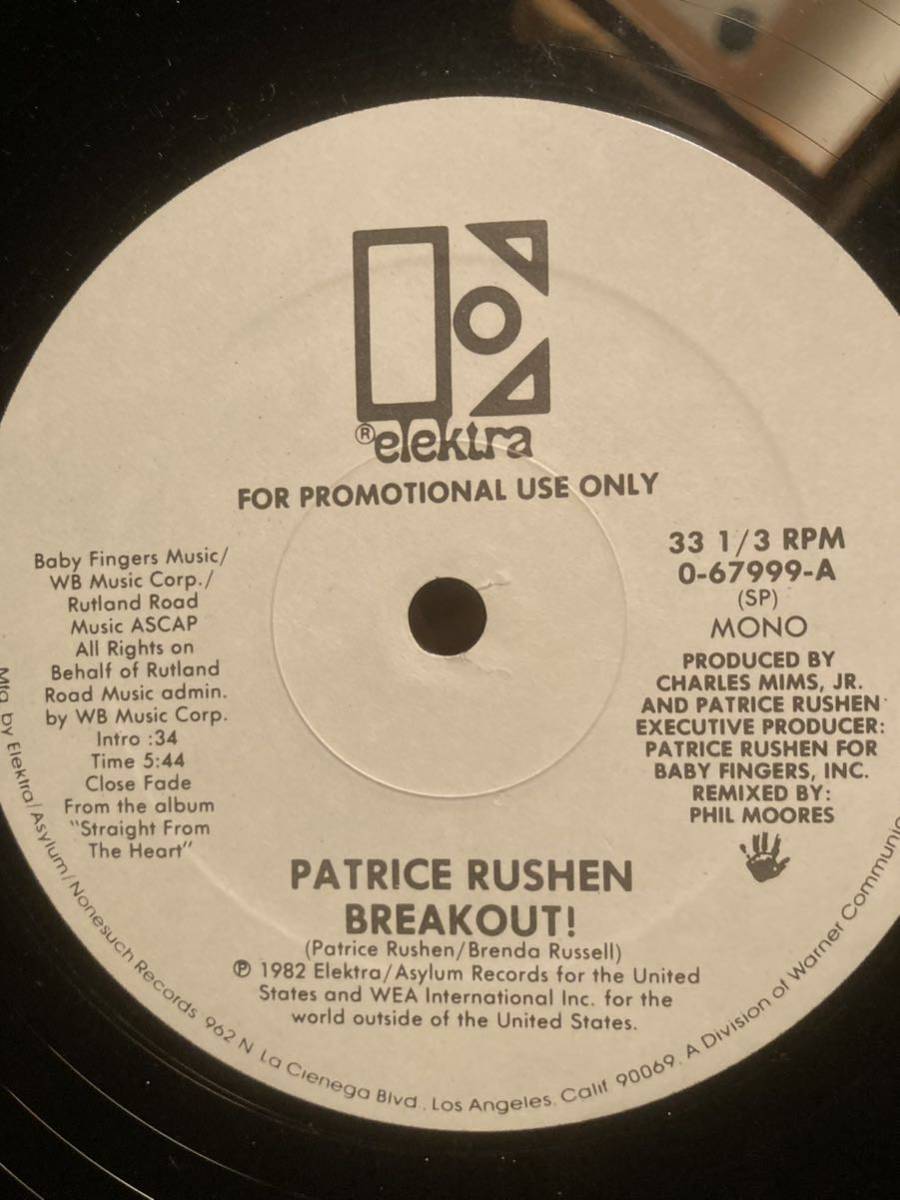 ® elektra
FOR PROMOTIONAL USE ONLY
Baby Fingers Music/
WB Music Corp./
Rutland Road
Music ASCAP
All Rights on
Behalf of Rutland
Road Music admin.
by WB Music Corp.
Intro :34
Time 5:44
Close Fade
From the album
"Straight From
The Heart"
33 1/3 RPM
0-67999-A
(SP)
MONO
PRODUCED BY
CHARLES MIMS, JR.
AND PATRICE RUSHEN
EXECUTIVE PRODUCER:
PATRICE RUSHEN FOR
BABY FINGERS, INC.
REMIXED BY:
PHIL MOORES
PATRICE RUSHEN
BREAKOUT!
(Patrice Rushen/Brenda Russell)
℗ 1982 Elektra/Asylum Records for the United
States and WEA International Inc. for the
world outside of the United States.
Mfg by Elektra/Asylum/Nonesuch Records 962 N La Cienega Blvd. Los Angeles. Calif 90069. A Division of Warner Communic